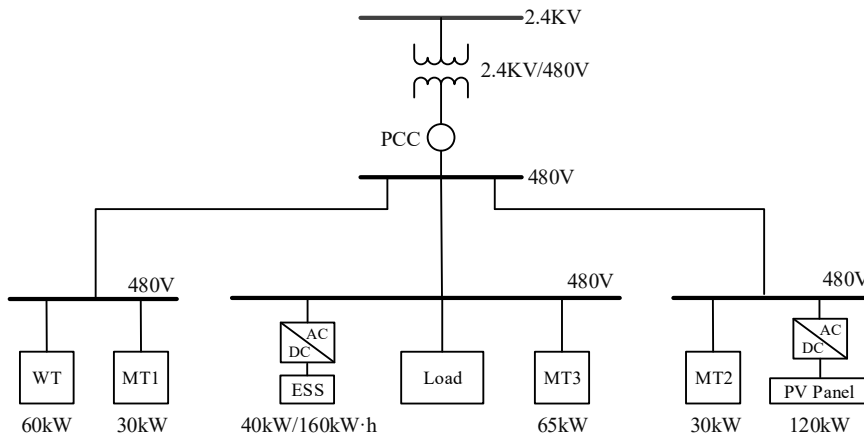 2.4KV
2.4KV/480V
PCC
480V
480V
480V
480V
AC
DC
AC
DC
WT
MT1
ESS
Load
MT3
MT2
PV Panel
60kW
30kW
40kW/160kW·h
65kW
30kW
120kW